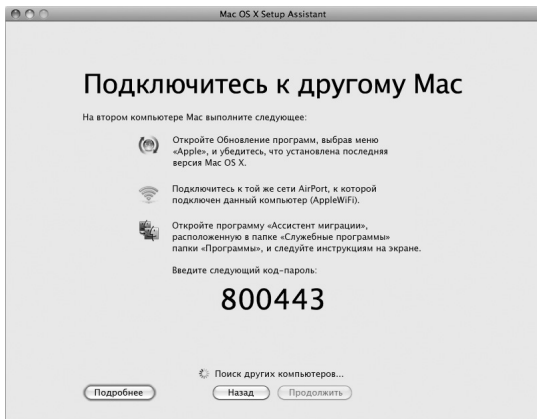 Mac OS X Setup Assistant
Подключитесь к другому Mac
На втором компьютере Mac выполните следующее:
Откройте Обновление программ, выбрав меню
«Apple», и убедитесь, что установлена последняя
версия Mac OS X.
Подключитесь к той же сети AirPort, к которой
подключен данный компьютер (AppleWiFi).
Откройте программу «Ассистент миграции»,
расположенную в папке «Служебные программы»
папки «Программы», и следуйте инструкциям на экране.
Введите следующий код-пароль:
800443
Поиск других компьютеров...
Подробнее
Назад
Продолжить